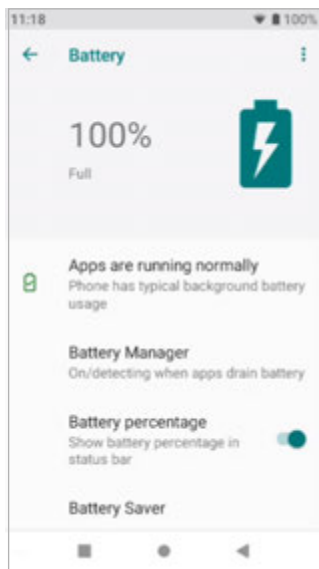 11:18
100%
Battery
100%
Full
Apps are running normally
Phone has typical background battery
usage
Battery Manager
On/detecting when apps drain battery
Battery percentage
Show battery percentage in
status bar
Battery Saver